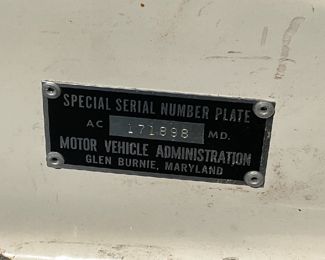 SPECIAL SERIAL NUMBER PLATE
AC 171898 MD.
MOTOR VEHICLE ADMINISTRATION
GLEN BURNIE, MARYLAND